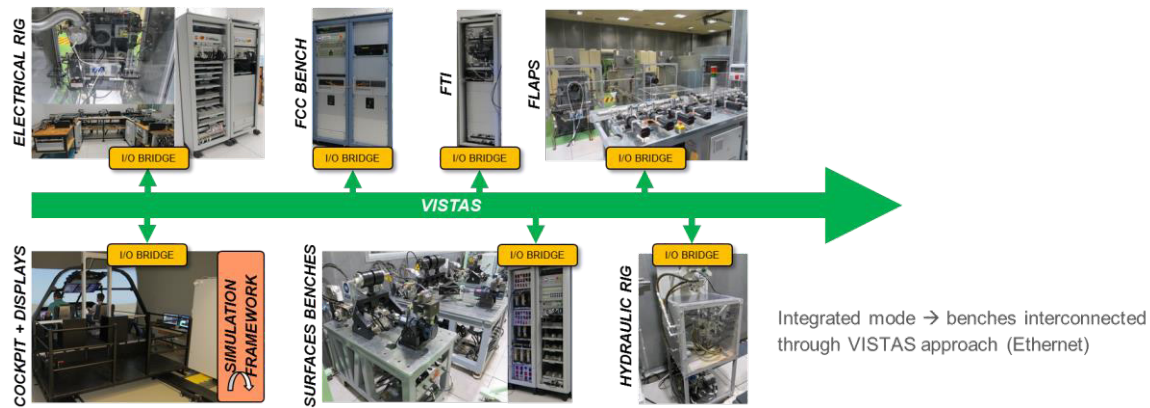 ELECTRICAL RIG
FCC BENCH
FTI
FLAPS
I/O BRIDGE
I/O BRIDGE
I/O BRIDGE
I/O BRIDGE
VISTAS
I/O BRIDGE
I/O BRIDGE
I/O BRIDGE
COCKPIT + DISPLAYS
SIMULATION
FRAMEWORK
SURFACES BENCHES
HYDRAULIC RIG
Integrated mode → benches interconnected
through VISTAS approach (Ethernet)